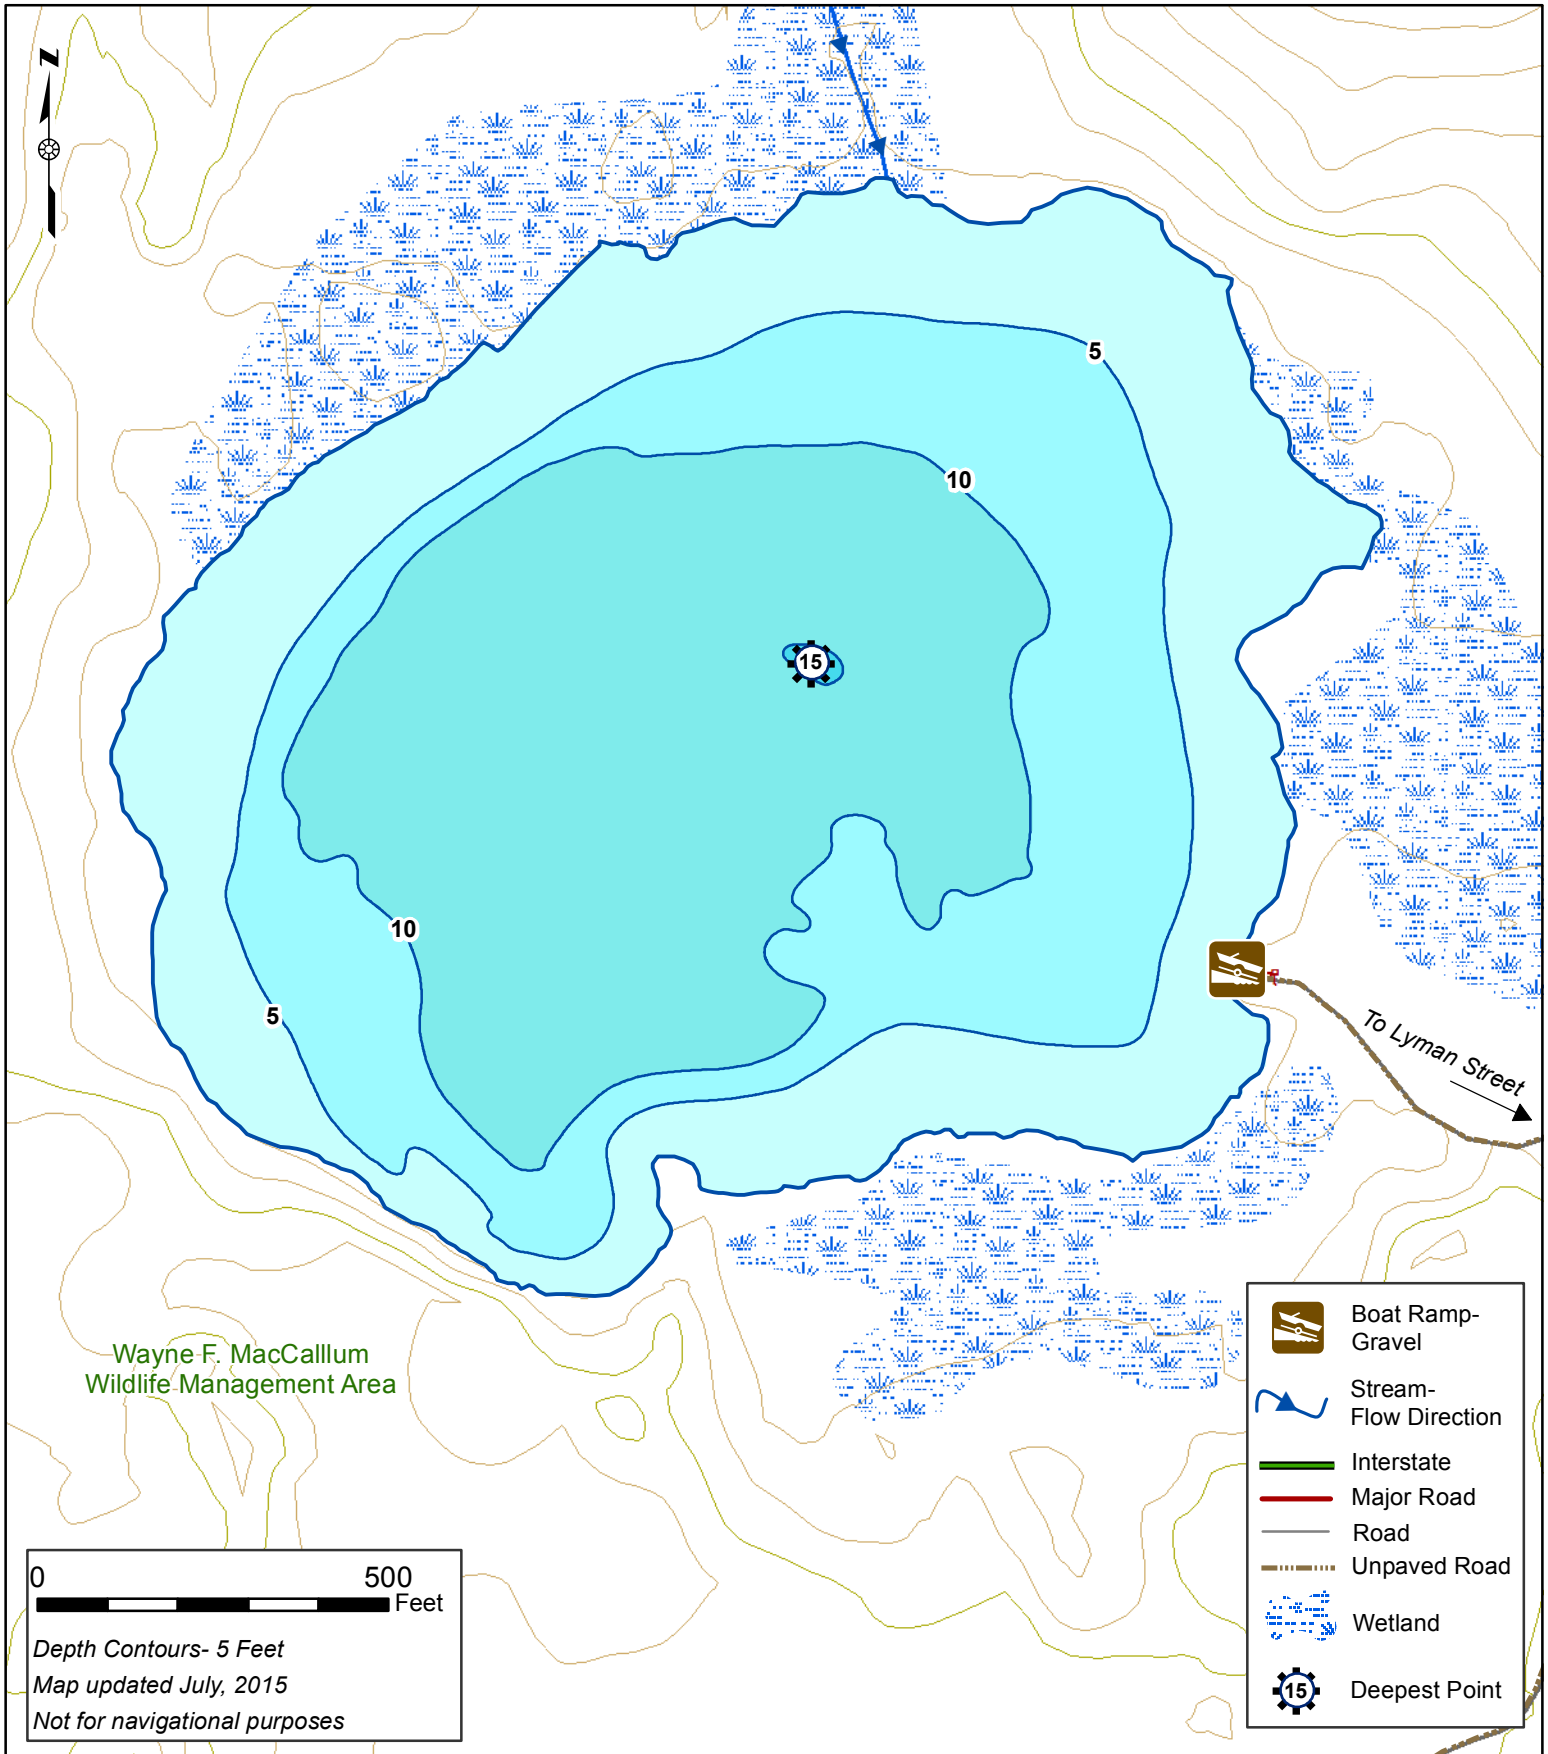 N
5
10
15
10
5
To Lyman Street
Wayne F. MacCalllum
Wildlife Management Area
0 500
Feet
Depth Contours- 5 Feet
Map updated July, 2015
Not for navigational purposes
Boat Ramp-
Gravel
Stream-
Flow Direction
Interstate
Major Road
Road
Unpaved Road
Wetland
15 Deepest Point